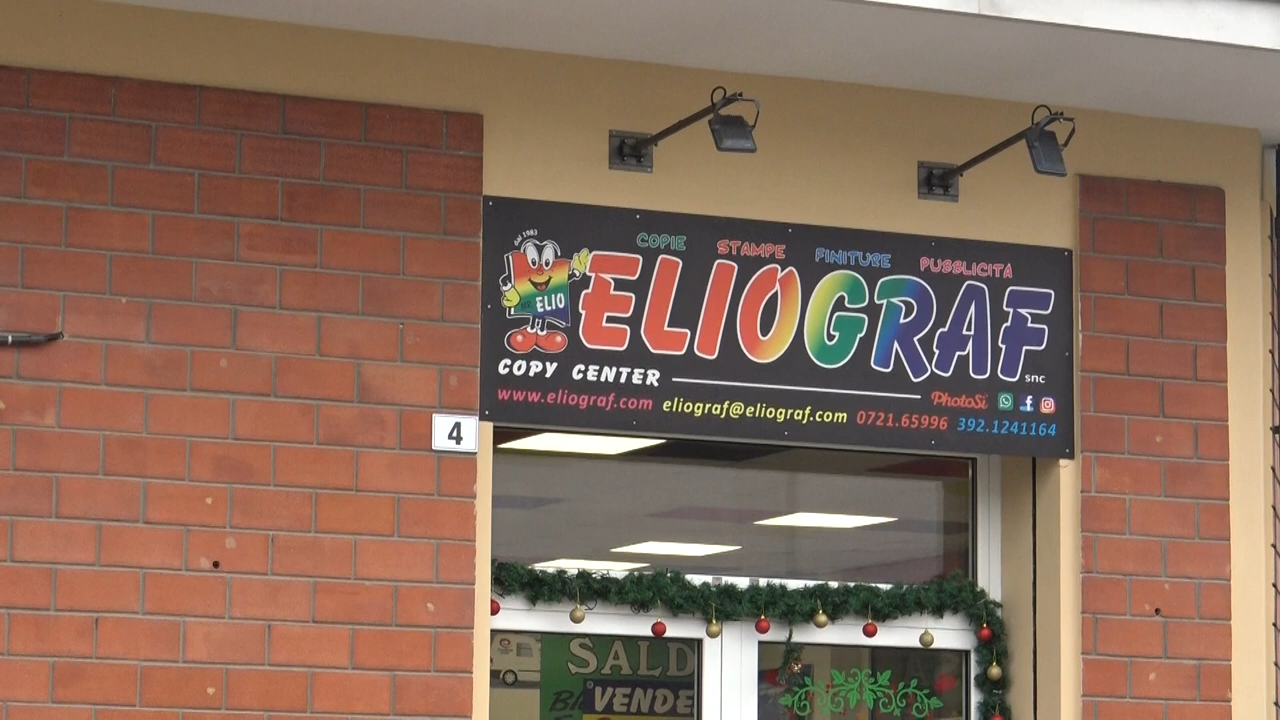 dal 1983
COPIE STAMPE FINITURE PUBBLICITÀ
ELIO
ELIOGRAF
snc
COPY CENTER
PhotoSì
www.eliograf.com eliograf@eliograf.com 0721.65996 392.1241164
4
SALD
VENDE